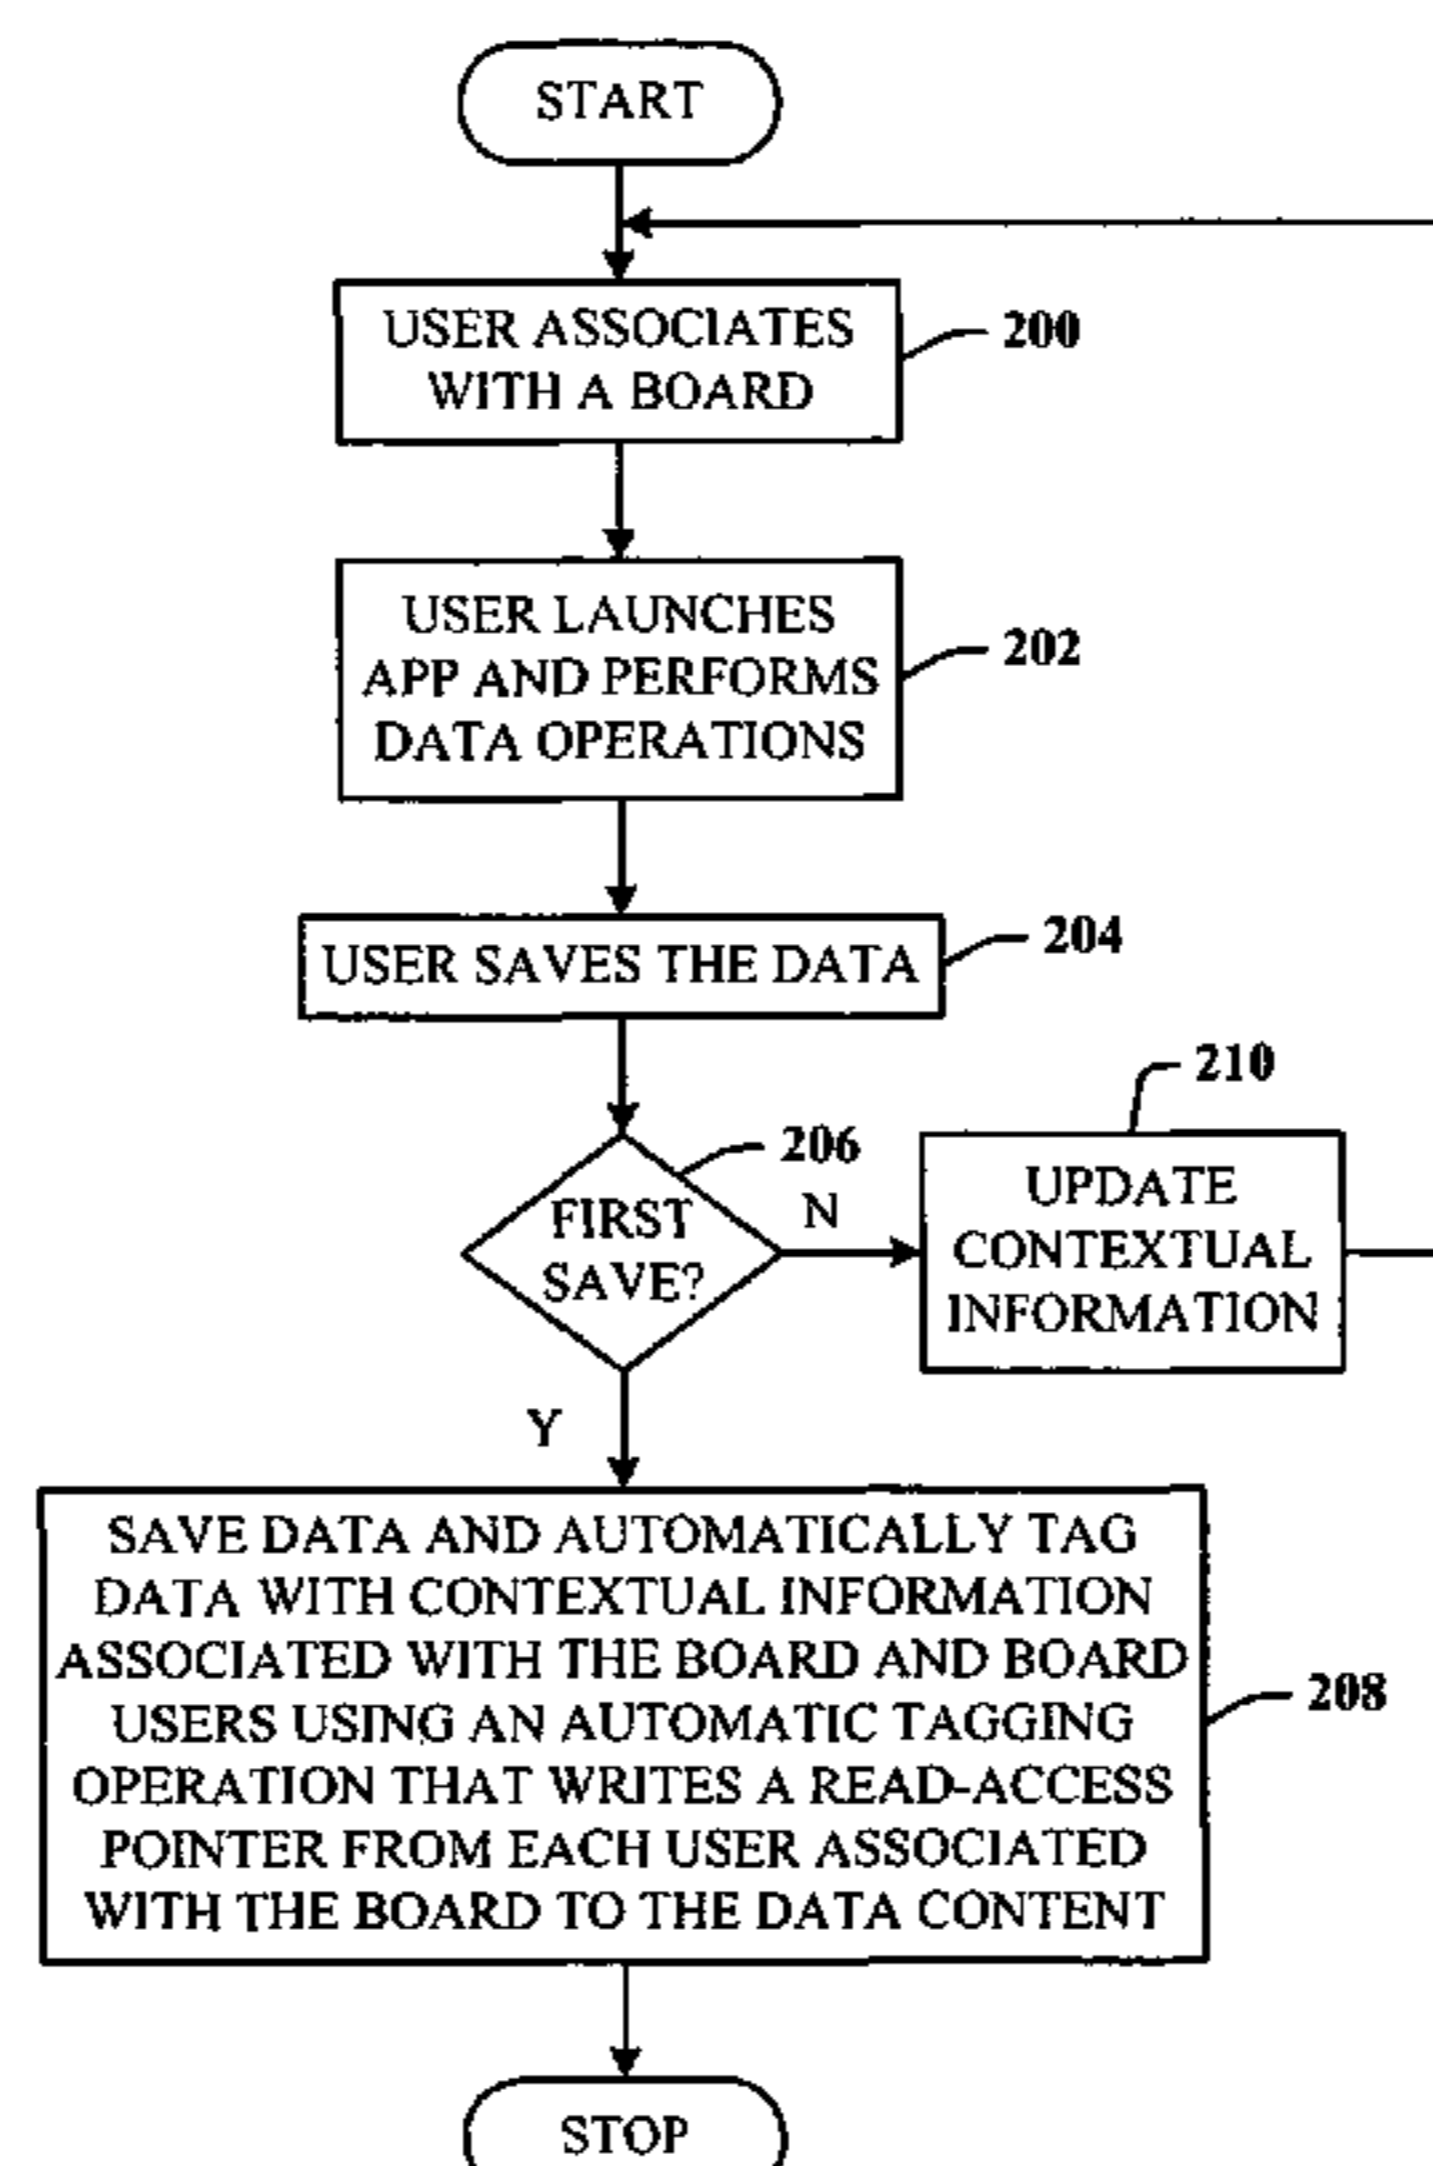 START
USER ASSOCIATES
WITH A BOARD
200
USER LAUNCHES
APP AND PERFORMS
DATA OPERATIONS
202
USER SAVES THE DATA
204
FIRST
SAVE?
206
N
210
UPDATE
CONTEXTUAL
INFORMATION
Y
SAVE DATA AND AUTOMATICALLY TAG
DATA WITH CONTEXTUAL INFORMATION
ASSOCIATED WITH THE BOARD AND BOARD
USERS USING AN AUTOMATIC TAGGING
OPERATION THAT WRITES A READ-ACCESS
POINTER FROM EACH USER ASSOCIATED
WITH THE BOARD TO THE DATA CONTENT
208
STOP